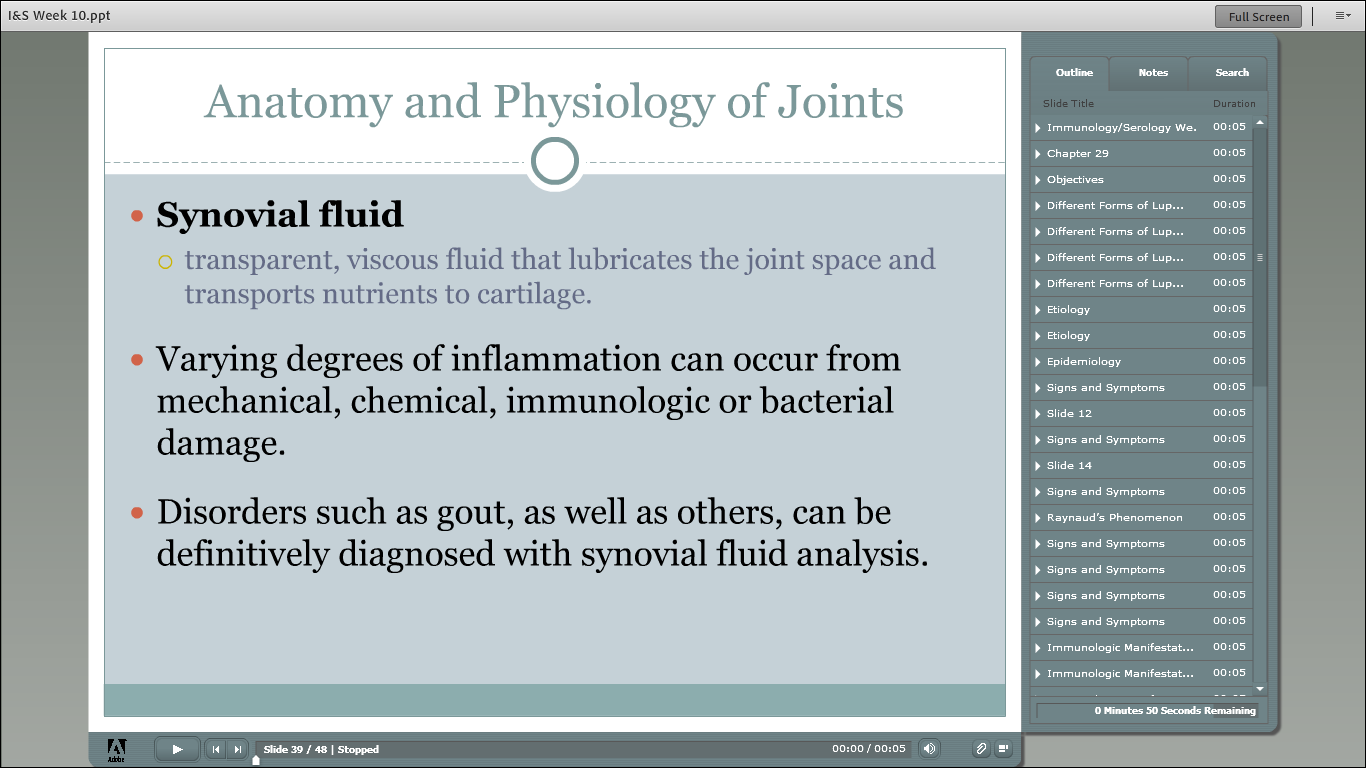 I&S Week 10.ppt
Full Screen
Anatomy and Physiology of Joints
Synovial fluid
transparent, viscous fluid that lubricates the joint space and
transports nutrients to cartilage.
Varying degrees of inflammation can occur from
mechanical, chemical, immunologic or bacterial
damage.
Disorders such as gout, as well as others, can be
definitively diagnosed with synovial fluid analysis.
Outline Notes Search
Slide Title Duration
Immunology/Serology We. 00:05
Chapter 29 00:05
Objectives 00:05
Different Forms of Lup... 00:05
Different Forms of Lup... 00:05
Different Forms of Lup... 00:05
Different Forms of Lup... 00:05
Etiology 00:05
Etiology 00:05
Epidemiology 00:05
Signs and Symptoms 00:05
Slide 12 00:05
Signs and Symptoms 00:05
Slide 14 00:05
Signs and Symptoms 00:05
Raynaud's Phenomenon 00:05
Signs and Symptoms 00:05
Signs and Symptoms 00:05
Signs and Symptoms 00:05
Signs and Symptoms 00:05
Immunologic Manifestat... 00:05
Immunologic Manifestat... 00:05
0 Minutes 50 Seconds Remaining
Adobe
Slide 39 / 48 | Stopped 00:00 / 00:05